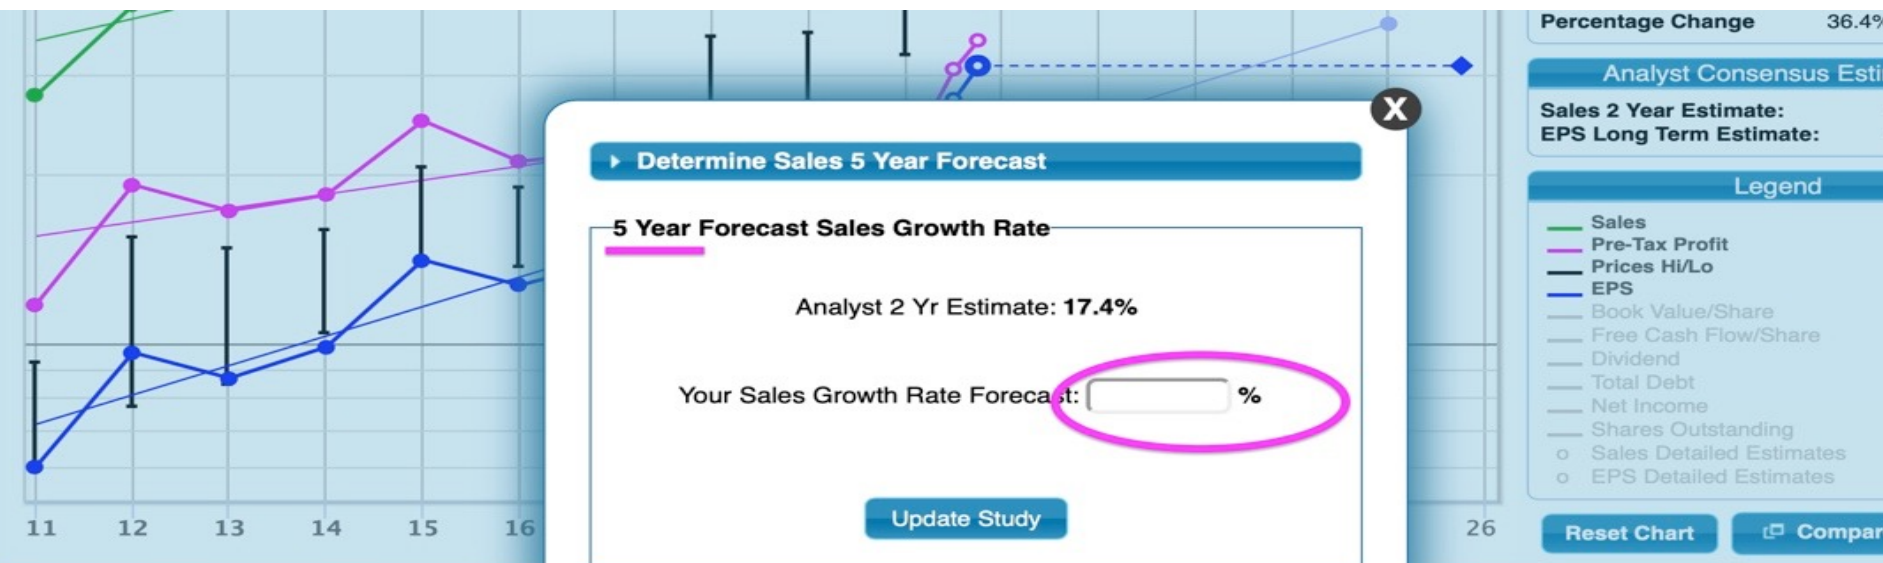 Percentage Change 36.4%
Analyst Consensus Esti
Sales 2 Year Estimate:
EPS Long Term Estimate:
X
Determine Sales 5 Year Forecast
5 Year Forecast Sales Growth Rate
Analyst 2 Yr Estimate: 17.4%
Your Sales Growth Rate Forecast: %
Update Study
Legend
Sales
Pre-Tax Profit
Prices Hi/Lo
EPS
Book Value/Share
Free Cash Flow/Share
Dividend
Total Debt
Net Income
Shares Outstanding
Sales Detailed Estimates
EPS Detailed Estimates
11 12 13 14 15 16 26
Reset Chart Compar